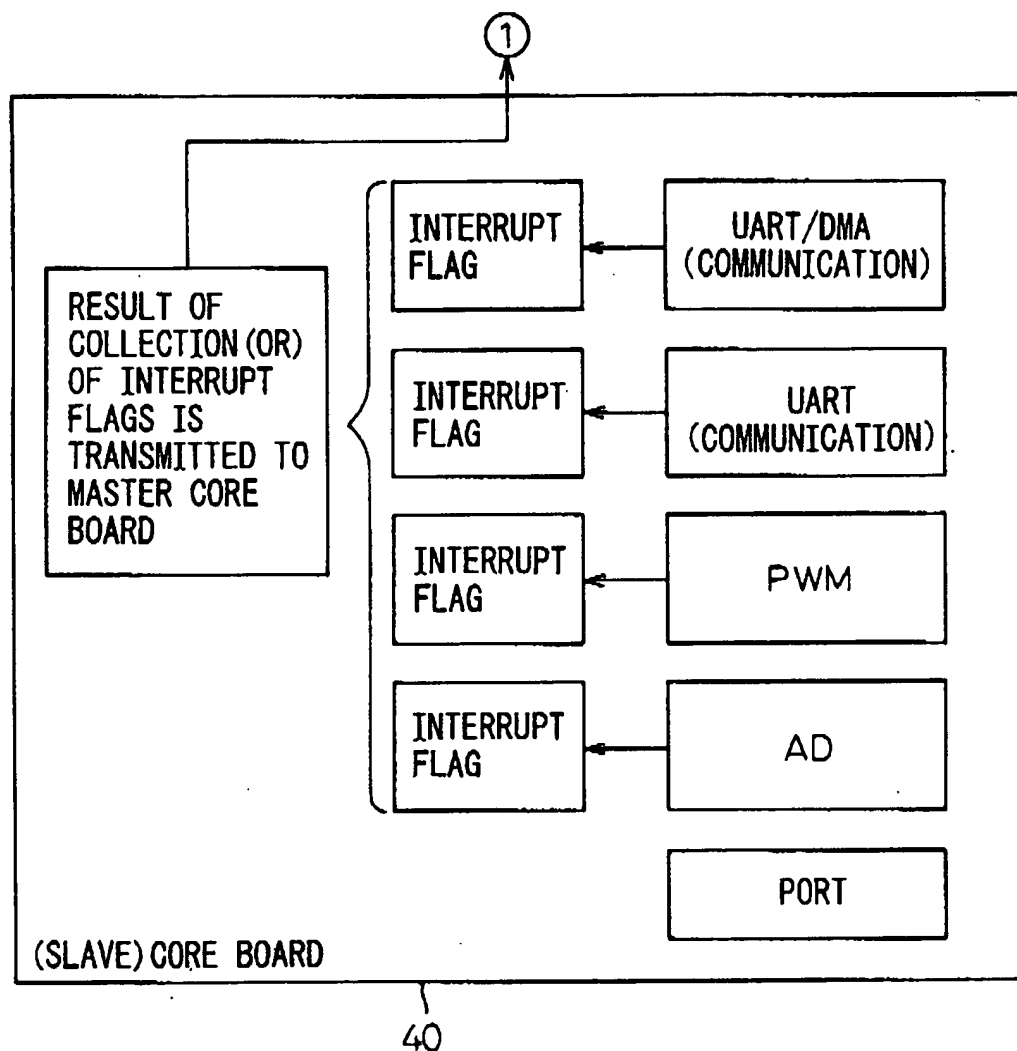 1
INTERRUPT
FLAG
UART/DMA
(COMMUNICATION)
RESULT OF
COLLECTION(OR)
OF INTERRUPT
FLAGS IS
TRANSMITTED TO
MASTER CORE
BOARD
INTERRUPT
FLAG
UART
(COMMUNICATION)
INTERRUPT
FLAG
PWM
INTERRUPT
FLAG
AD
PORT
(SLAVE)CORE BOARD
40